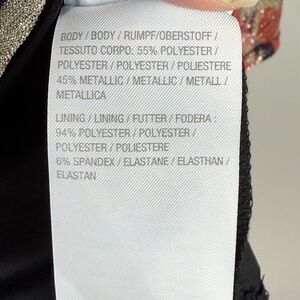 BODY / BODY / RUMPF/OBERSTOFF /
TESSUTO CORPO: 55% POLYESTER /
POLYESTER / POLYESTER / POLIESTERE
45% METALLIC / METALLIC / METALL /
METALLICA
LINING / LINING / FUTTER / FODERA :
94% POLYESTER / POLYESTER /
POLYESTER / POLIESTERE
6% SPANDEX / ELASTANE / ELASTHAN /
ELASTAN